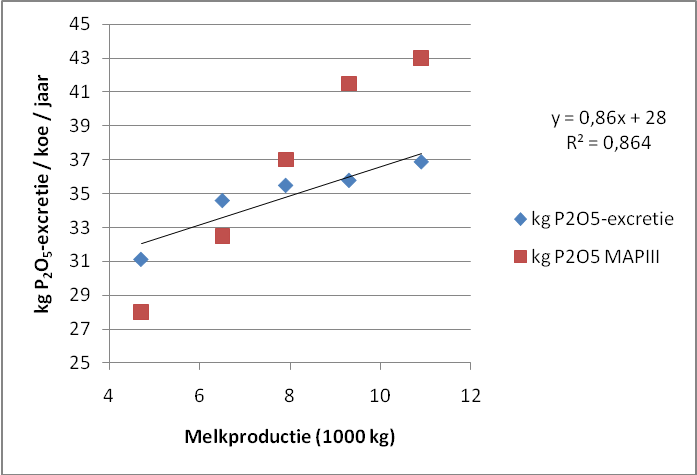 45
43
41
39
37
35
33
31
29
27
25
kg P₂O₅-excretie / koe / jaar
4 6 8 10 12
Melkproductie (1000 kg)
y = 0,86x + 28
R² = 0,864
kg P2O5-excretie
kg P2O5 MAPIII